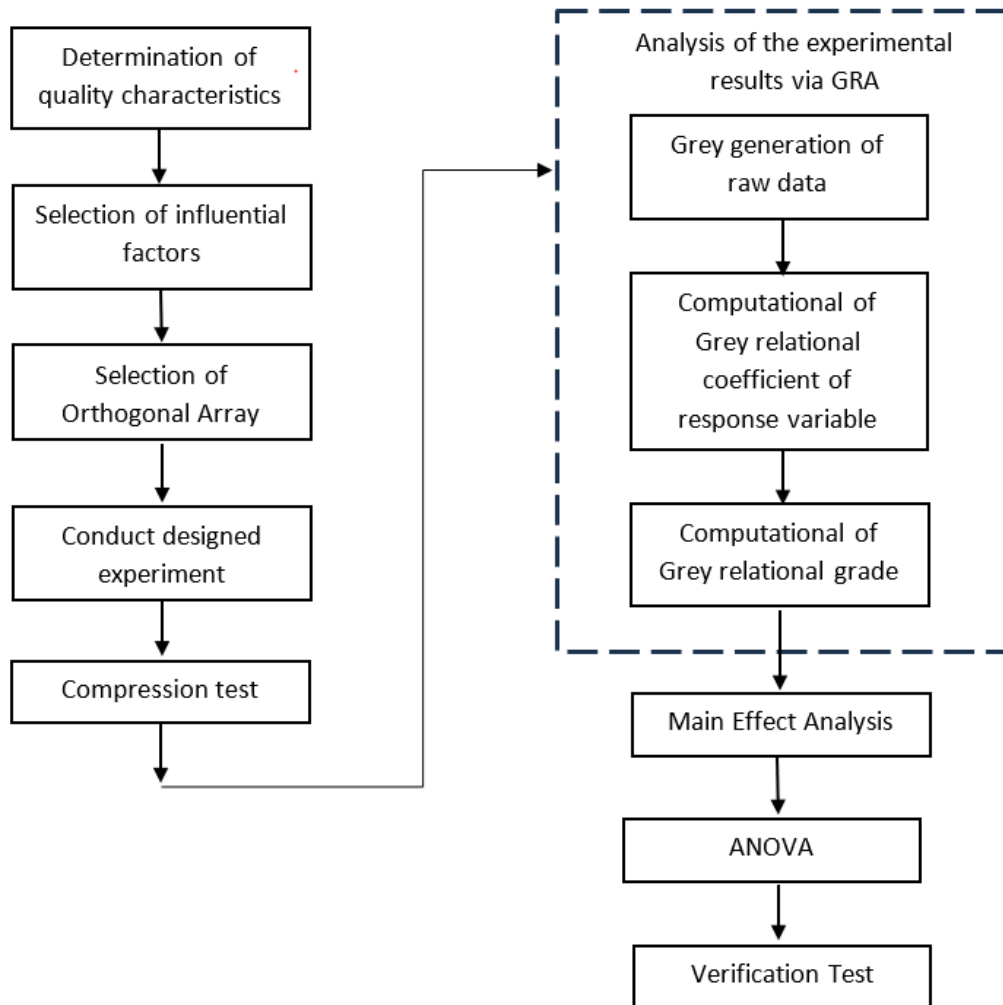 Determination of
quality characteristics
Selection of influential
factors
Selection of
Orthogonal Array
Conduct designed
experiment
Compression test
Analysis of the experimental
results via GRA
Grey generation of
raw data
Computational of
Grey relational
coefficient of
response variable
Computational of
Grey relational grade
Main Effect Analysis
ANOVA
Verification Test